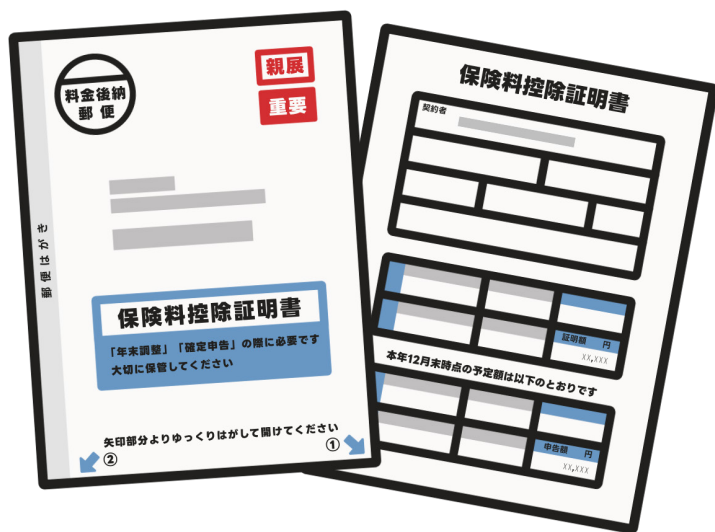 料金後納
郵便
親展
重要
郵便はがき
保険料控除証明書
「年末調整」「確定申告」の際に必要です
大切に保管してください
矢印部分よりゆっくりはがして開けてください
②
①
保険料控除証明書
契約者
証明額 円
XX,XXX
本年12月末時点の予定額は以下のとおりです
申告額 円
XX,XXX